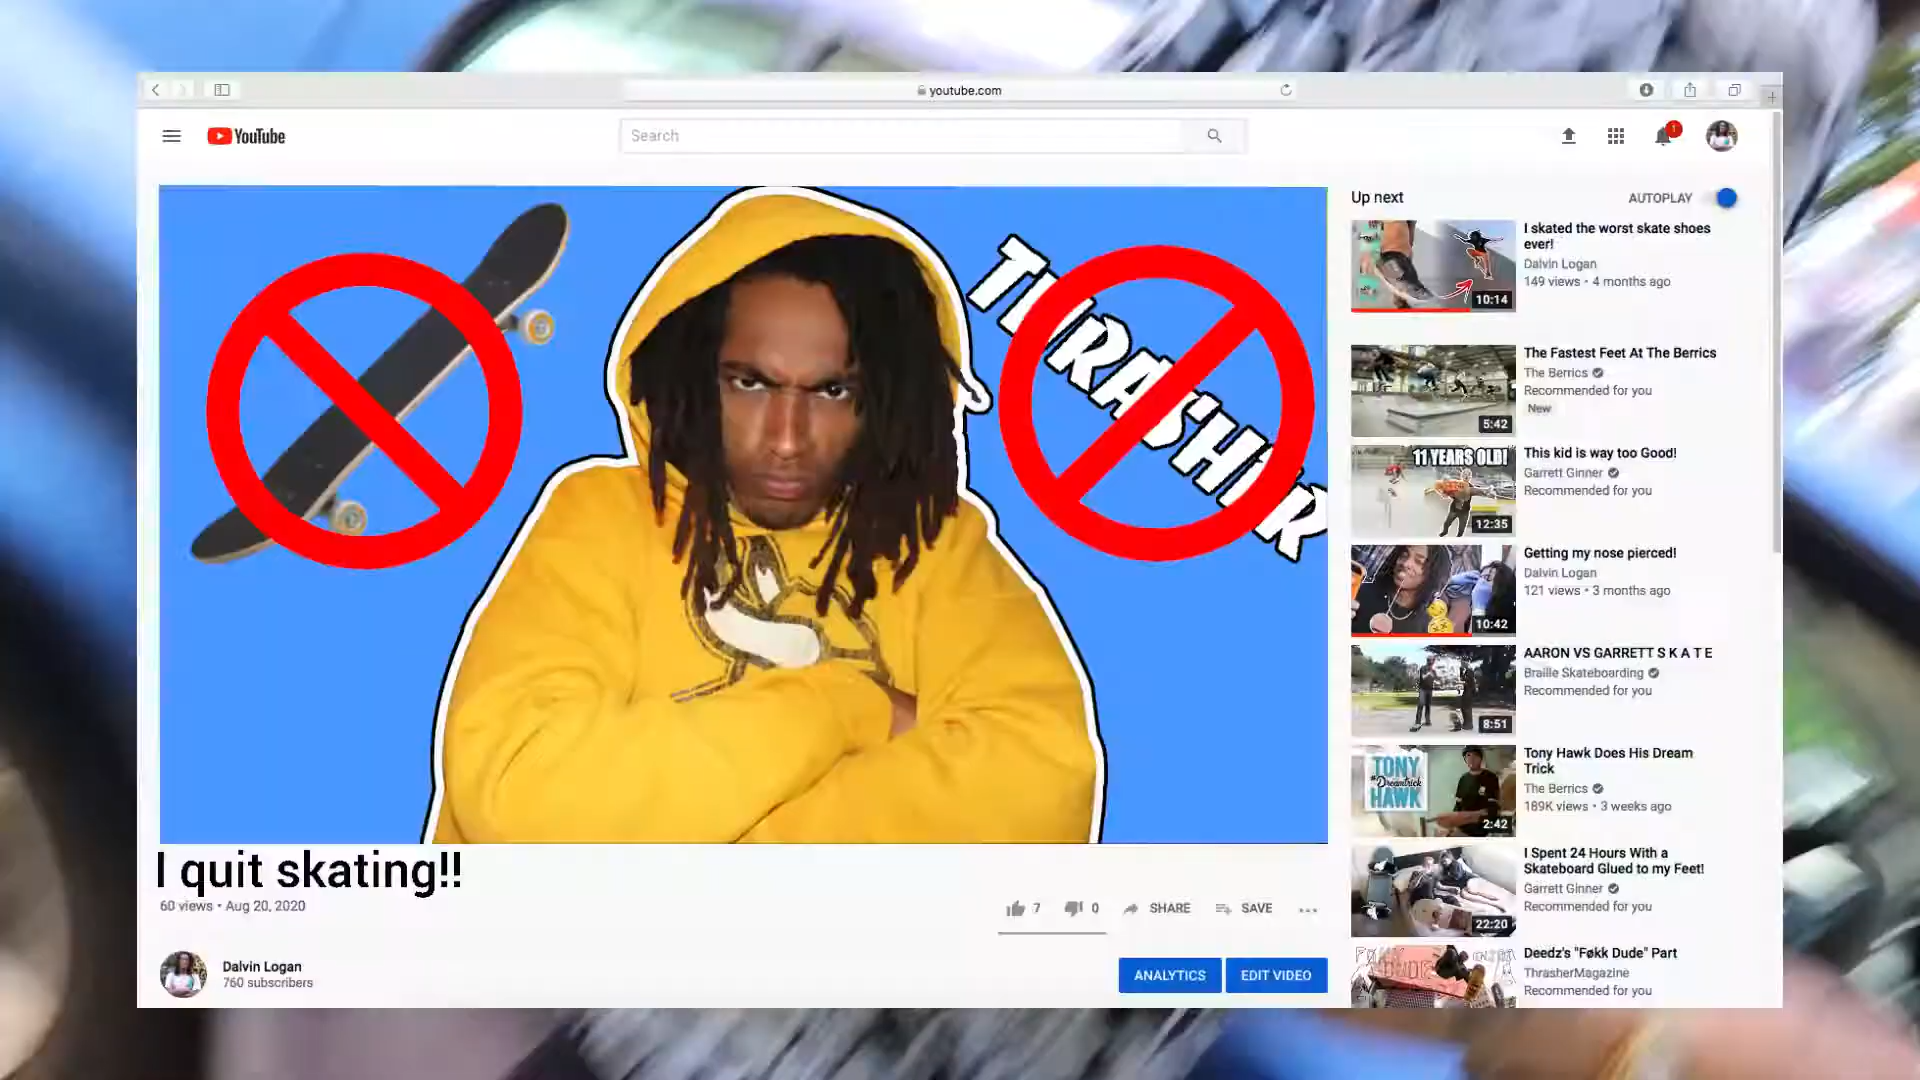 youtube.com
YouTube
Search
1
THRASHER
Up next
AUTOPLAY
I skated the worst skate shoes
ever!
Dalvin Logan
149 views • 4 months ago
10:14
The Fastest Feet At The Berrics
The Berrics
Recommended for you
New
5:42
11 YEARS OLD!
This kid is way too Good!
Garrett Ginner
Recommended for you
12:35
Getting my nose pierced!
Dalvin Logan
121 views • 3 months ago
10:42
AARON VS GARRETT S K A T E
Braille Skateboarding
Recommended for you
8:51
TONY
#Dreamtrick
HAWK
Tony Hawk Does His Dream
Trick
The Berrics
189K views • 3 weeks ago
2:42
I Spent 24 Hours With a
Skateboard Glued to my Feet!
Garrett Ginner
Recommended for you
22:20
Deedz's "Føkk Dude" Part
ThrasherMagazine
Recommended for you
I quit skating!!
60 views • Aug 20, 2020
7
0
SHARE
SAVE
Dalvin Logan
760 subscribers
ANALYTICS
EDIT VIDEO